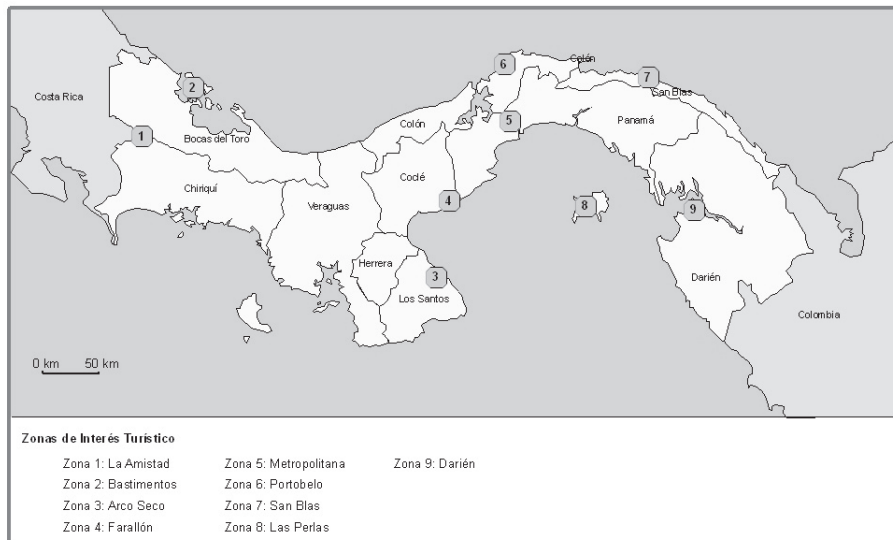 6
Colón
7
San Blas
2
Costa Rica
Colón
Panamá
5
1
Bocas del Toro
Coclé
Chiriquí
4
Veraguas
8
9
Herrera
3
Darién
Los Santos
Colombia
0 km 50 km
Zonas de Interés Turístico
Zona 1: La Amistad Zona 5: Metropolitana Zona 9: Darién
Zona 2: Bastimentos Zona 6: Portobelo
Zona 3: Arco Seco Zona 7: San Blas
Zona 4: Farallón Zona 8: Las Perlas